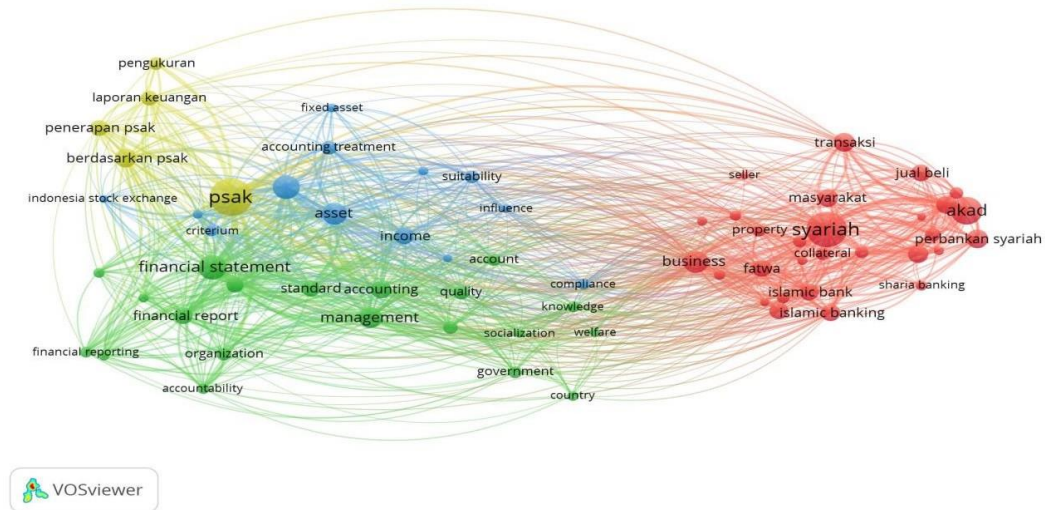 pengukuran
laporan keuangan
fixed asset
penerapan psak
accounting treatment
transaksi
berdasarkan psak
suitability
seller
jual beli
indonesia stock exchange
psak
masyarakat
asset
influence
akad
criterium
income
property
syariah
perbankan syariah
financial statement
account
business
collateral
fatwa
standard
accounting
quality
compliance
islamic bank
sharia banking
financial report
management
knowledge
islamic banking
socialization
welfare
financial reporting
organization
government
accountability
country
VOSviewer